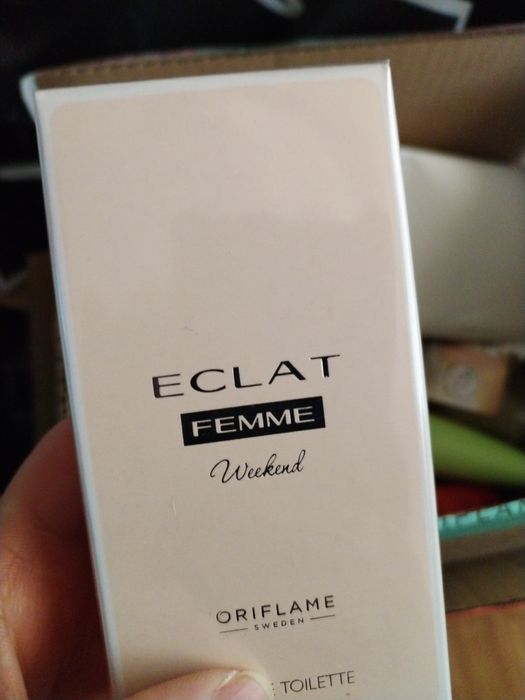 ECLAT
FEMME
Weekend
ORIFLAME
SWEDEN
TOILETTE